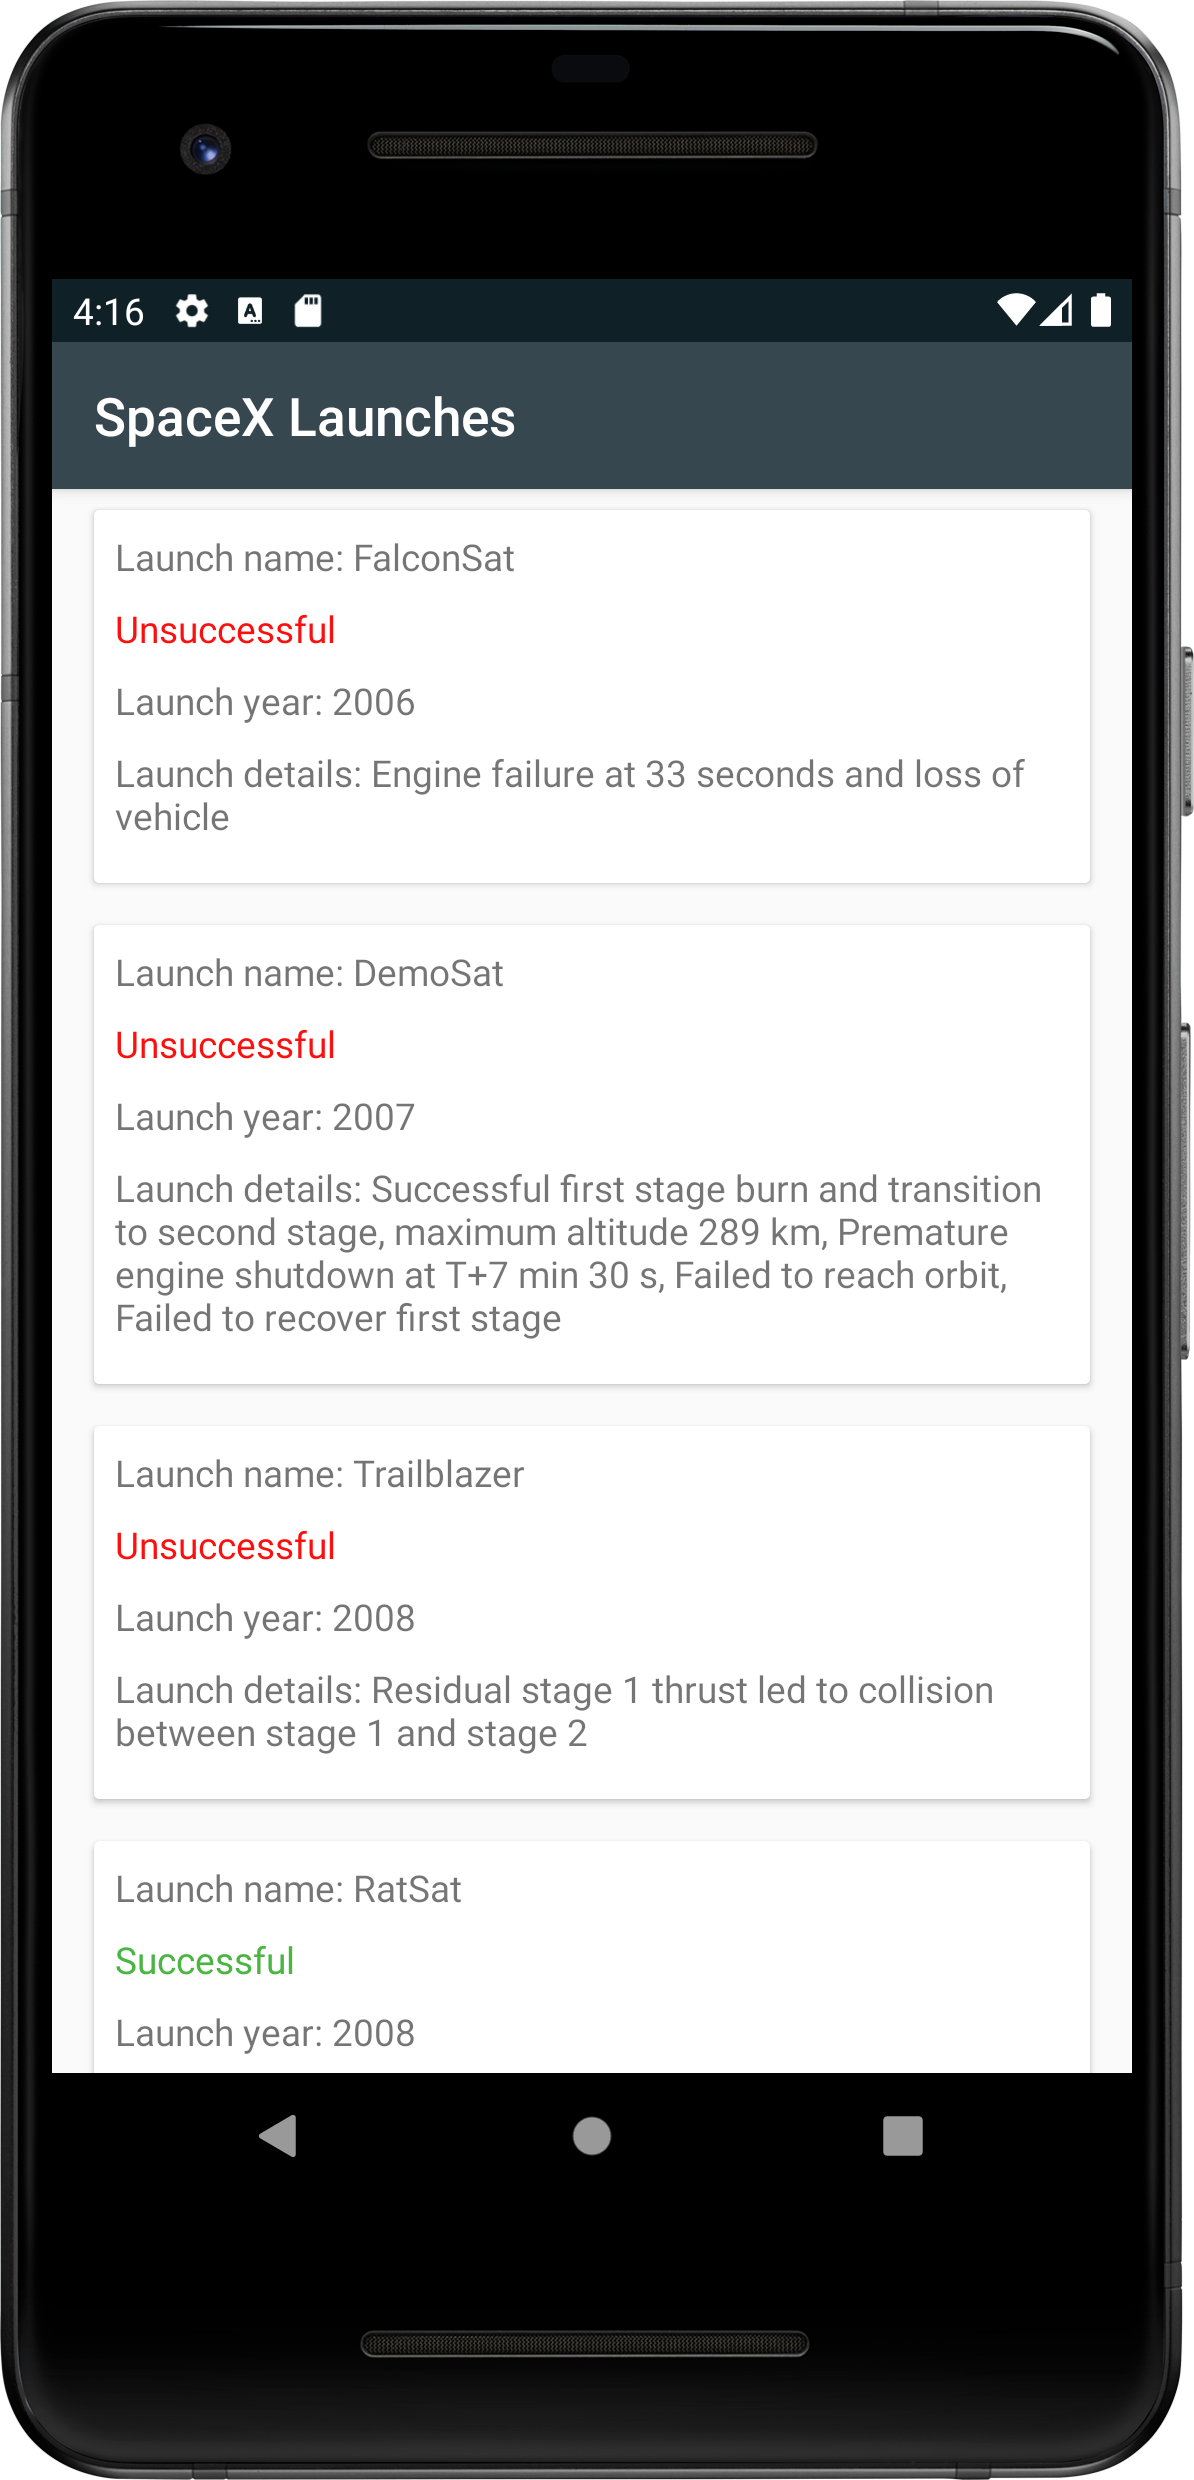 4:16
SpaceX Launches
Launch name: FalconSat
Unsuccessful
Launch year: 2006
Launch details: Engine failure at 33 seconds and loss of
vehicle
Launch name: DemoSat
Unsuccessful
Launch year: 2007
Launch details: Successful first stage burn and transition
to second stage, maximum altitude 289 km, Premature
engine shutdown at T+7 min 30 s, Failed to reach orbit,
Failed to recover first stage
Launch name: Trailblazer
Unsuccessful
Launch year: 2008
Launch details: Residual stage 1 thrust led to collision
between stage 1 and stage 2
Launch name: RatSat
Successful
Launch year: 2008